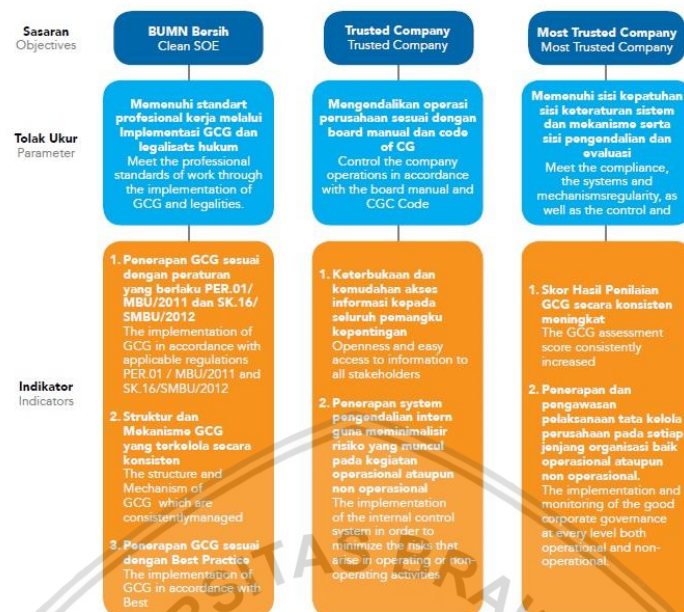 Sasaran
Objectives
BUMN Bersih
Clean SOE
Trusted Company
Trusted Company
Most Trusted Company
Most Trusted Company
Tolak Ukur
Parameter
Memenuhi standart
profesional kerja melalui
Implementasi GCG dan
legalisats hukum
Meet the professional
standards of work through
the implementation of
GCG and legalities.
Mengendalikan operasi
perusahaan sesuai dengan
board manual dan code
of CG
Control the company
operations in accordance
with the board manual and
CGC Code
Memenuhi sisi kepatuhan
sisi keteraturan sistem
dan mekanisme serta
sisi pengendalian dan
evaluasi
Meet the compliance,
the systems and
mechanismsregularity, as
well as the control and
Indikator
Indicators
1. Penerapan GCG sesuai
dengan peraturan
yang berlaku PER.01/
MBU/2011 dan SK.16/
SMBU/2012
The implementation of
GCG in accordance with
applicable regulations
PER.01 / MBU/2011 and
SK.16/SMBU/2012
2. Struktur dan
Mekanisme GCG
yang terkelola secara
konsisten
The structure and
Mechanism of
GCG which are
consistentlymanaged
3. Penerapan GCG sesuai
dengan Best Practice
The implementation of
GCG in accordance with
Best
1. Keterbukaan dan
kemudahan akses
informasi kepada
seluruh pemangku
kepentingan
Openness and easy
access to information to
all stakeholders
2. Penerapan system
pengendalian intern
guna meminimalisir
risiko yang muncul
pada kegiatan
operasional ataupun
non operasional
The implementation
of the internal control
system in order to
minimize the risks that
arise in operating or non-
operating activities
1. Skor Hasil Penilaian
GCG secara konsisten
meningkat
The GCG assessment
score consistently
increased
2. Penerapan dan
pengawasan
pelaksanaan tata kelola
perusahaan pada setiap
jenjang organisasi baik
operasional ataupun
non operasional.
The implementation and
monitoring of the good
corporate governance
at every level both
operational and non-
operational.